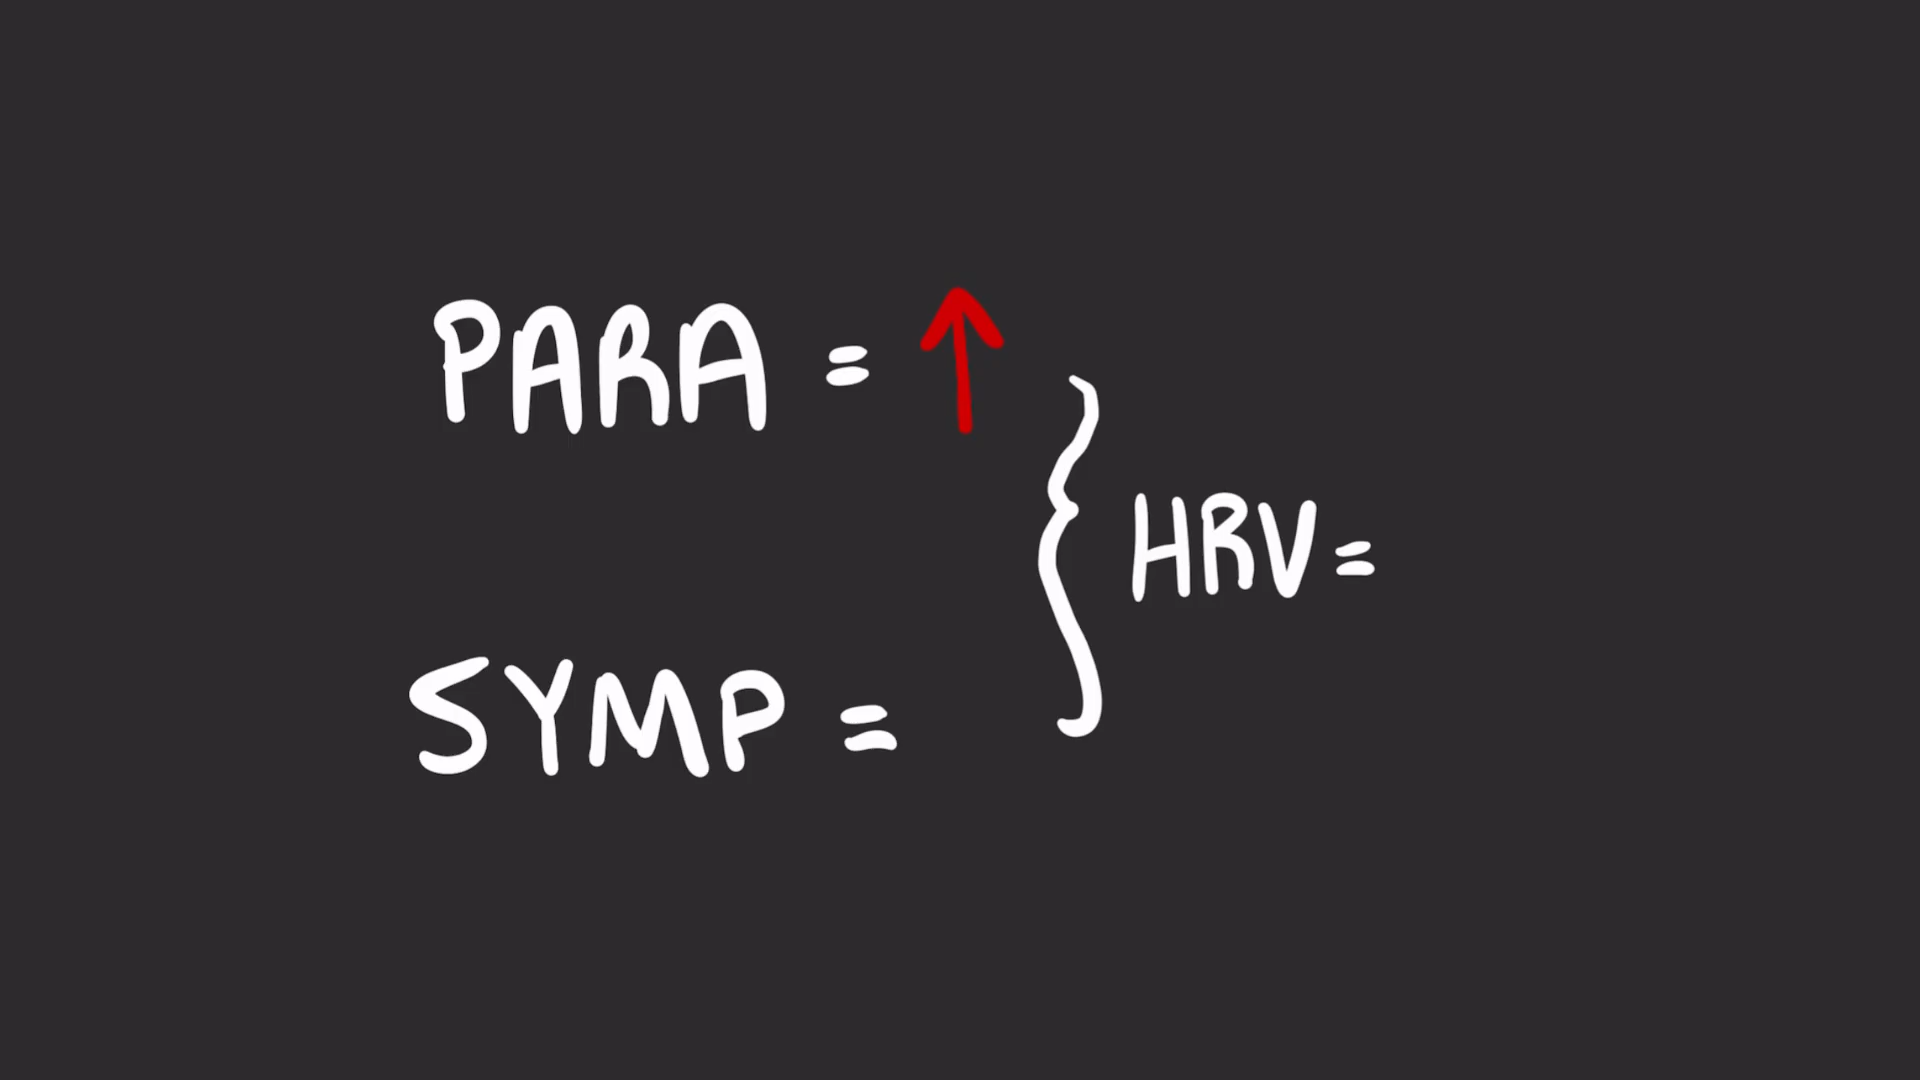 PARA = ↑
HRV =
SYMP =